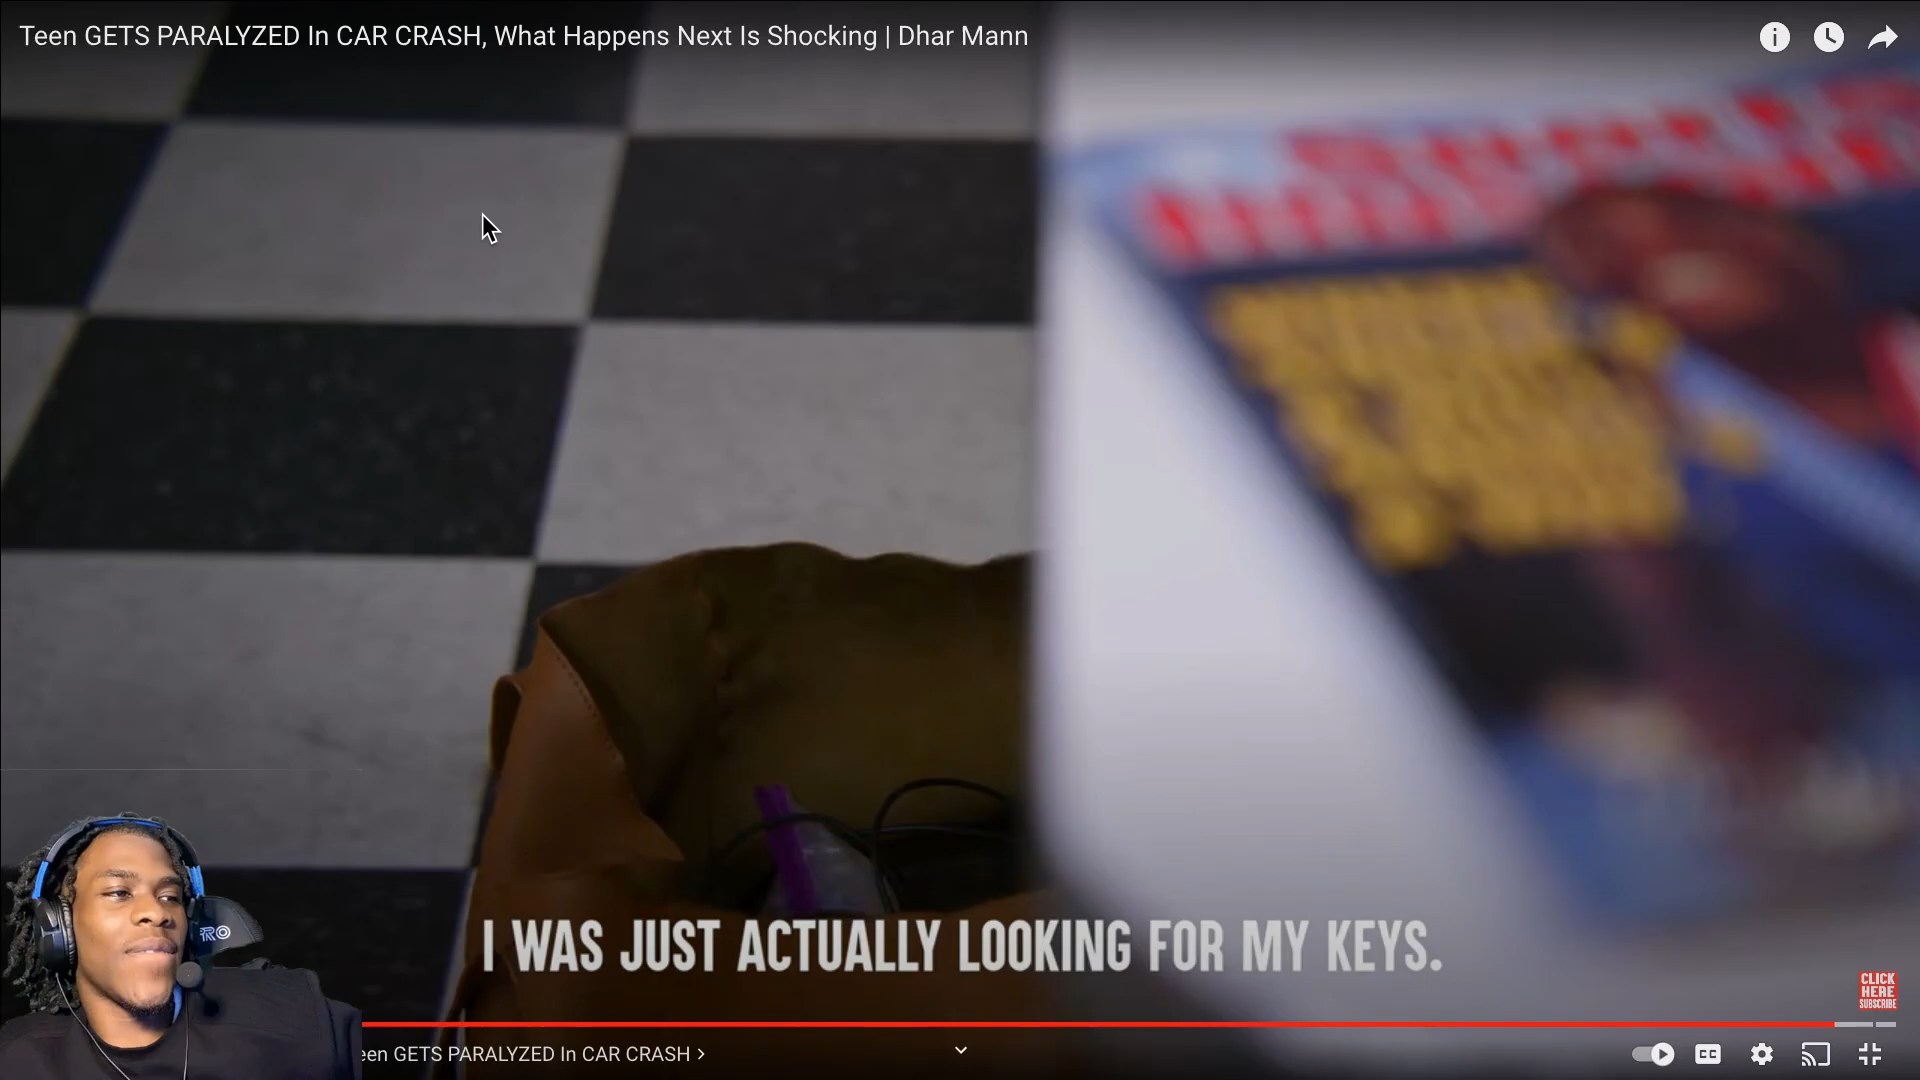 Teen GETS PARALYZED In CAR CRASH, What Happens Next Is Shocking | Dhar Mann
I WAS JUST ACTUALLY LOOKING FOR MY KEYS.
CLICK
HERE
SUBSCRIBE
een GETS PARALYZED In CAR CRASH
CC